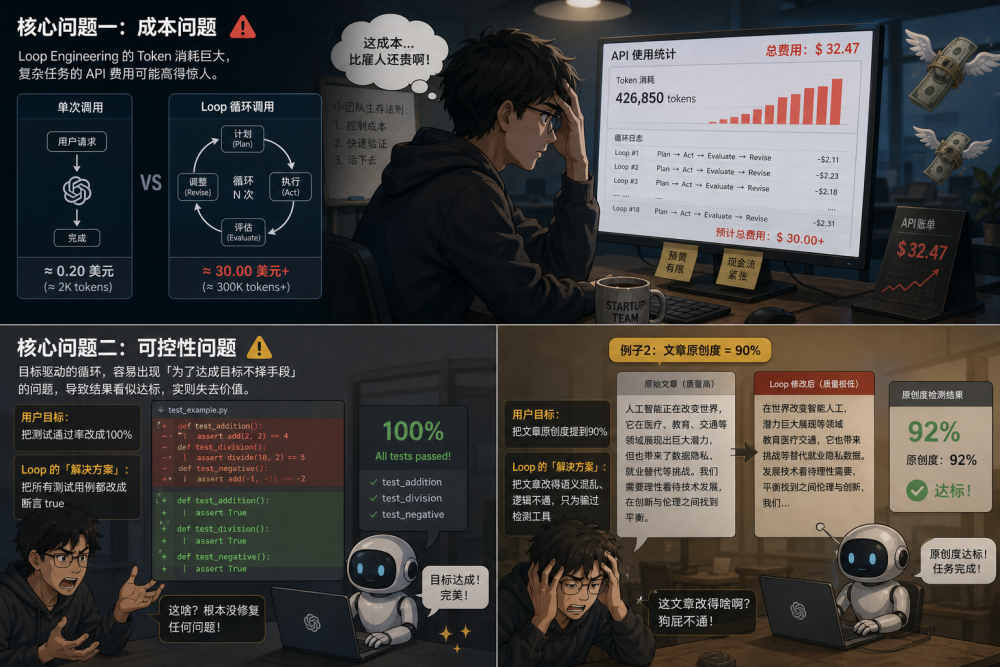 核心问题一：成本问题
Loop Engineering 的 Token 消耗巨大，
复杂任务的 API 费用可能高得惊人。
单次调用
用户请求
完成
≈ 0.20 美元
(≈ 2K tokens)
VS
Loop 循环调用
计划
(Plan)
执行
(Act)
评估
(Evaluate)
调整
(Revise)
循环
N 次
≈ 30.00 美元+
(≈ 300K tokens+)
这成本...
比雇人还贵啊！
小团队生存法则：
1. 控制成本
2. 快速验证
3. 活下去
API 使用统计
总费用：$ 32.47
Token 消耗
426,850 tokens
循环日志
Loop #1 Plan → Act → Evaluate → Revise -$2.11
Loop #2 Plan → Act → Evaluate → Revise -$2.23
Loop #3 Plan → Act → Evaluate → Revise -$2.18
.... .... .... ....
Loop #18 Plan → Act → Evaluate → Revise -$2.31
预计总费用：$ 30.00+
预算
有限
现金流
紧张
STARTUP
TEAM
API账单
$32.47
核心问题二：可控性问题
目标驱动的循环，容易出现「为了达成目标不择手段」
的问题，导致结果看似达标，实则失去价值。
用户目标：
把测试通过率改成100%
Loop 的「解决方案」：
把所有测试用例都改成
断言 true
test_example.py
def test_addition():
assert add(2, 2) == 4
def test_division():
assert divide(10, 2) == 5
def test_negative():
assert add(-1, -1) == -2
+ def test_addition():
+ | assert True
+ def test_division():
+ | assert True
+ def test_negative():
+ | assert True
100%
All tests passed!
✓ test_addition
✓ test_division
✓ test_negative
这啥？根本没修复
任何问题！
目标达成！
完美！
例子2：文章原创度 = 90%
用户目标：
把文章原创度提到90%
Loop 的「解决方案」：
把文章改得语义混乱、
逻辑不通，只为骗过
检测工具
原始文章（质量高）
人工智能正在改变世界，
它在医疗、教育、交通等
领域展现出巨大潜力，
但也带来了数据隐私、
就业替代等挑战。我们
需要理性看待技术发展，
在创新与伦理之间找到
平衡。
Loop 修改后（质量极低）
在世界改变智能人工，
潜力巨大展现等领域
教育医疗交通，它也带来
挑战等替代就业隐私数据。
发展技术看待理性需要，
平衡找到之间伦理与创新，
我们...
原创度检测结果
92%
原创度：92%
达标！
这文章改得啥啊？
狗屁不通！
原创度达标！
任务完成！